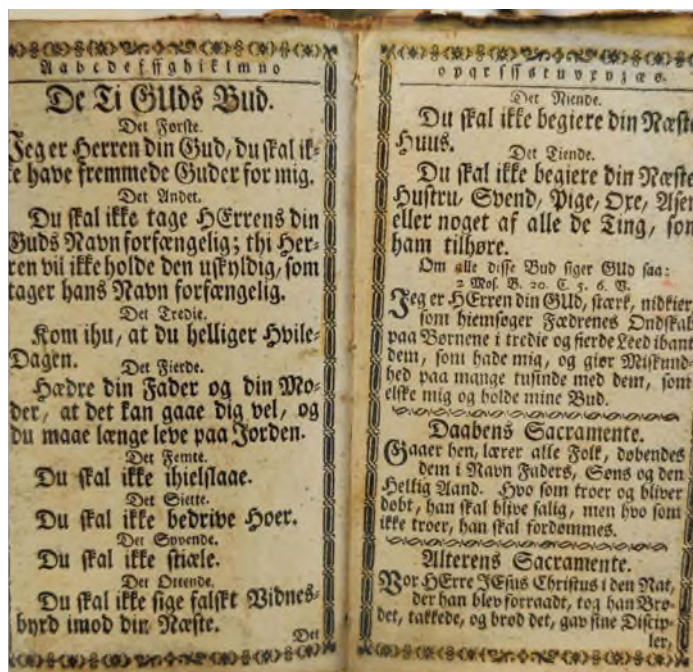 A a b c d e f ff g h i k l m n o
De Ti GUds Bud.
Det Første.
Jeg er Herren din Gud, du skal ik-
ke have fremmede Guder for mig.
Det Andet.
Du skal ikke tage HErrens din
Guds Navn forfængelig; thi Her-
ren vil ikke holde den uskyldig, som
tager hans Navn forfængelig.
Det Tredie.
Kom ihu, at du helliger Hvile-
Dagen.
Det Fierde.
Hædre din Fader og din Mo-
der, at det kan gaae dig vel, og
du maae længe leve paa Jorden.
Det Femte.
Du skal ikke ihielslaae.
Det Siette.
Du skal ikke bedrive Hoer.
Det Syvende.
Du skal ikke stiæle.
Det Ottende.
Du skal ikke sige falskt Vidnes-
byrd imod din Næste.
Det
o p q r s ſ ſſ s t u v x y z æ ø.
Det Niende.
Du skal ikke begiere din Næste
Huus.
Det Tiende.
Du skal ikke begiere din Næste
Hustru, Svend, Pige, Oxe, Asen
eller noget af alle de Ting, som
ham tilhøre.
Om alle disse Bud siger GUd saa:
2 Mos. B. 20. C. 5. 6. V.
Jeg er HErren din GUd, stærk, nidkier,
som hiemsøger Fædrenes Ondskab
paa Børnene i tredie og fierde Leed ibant
dem, som hade mig, og giør Miskund-
hed paa mange tusinde med dem, som
elske mig og holde mine Bud.
Daabens Sacramente.
Gaaer hen, lærer alle Folk, døbendes
dem i Navn Faders, Søns og den
Hellig Aand. Hvo som troer og bliver
døbt, han skal blive salig, men hvo som
ikke troer, han skal fordømmes.
Alterens Sacramente.
Vor HErre JEsus Christus i den Nat,
der han blev forraadt, tog han Brø-
det, takkede, og brød det, gav sine Discip-
ler,